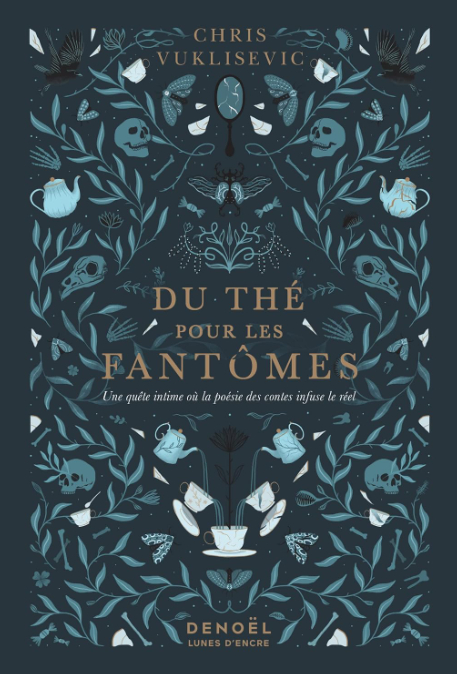 CHRIS
VUKLISEVIC
DU THÉ
POUR LES
FANTÔMES
Une quête intime où la poésie des contes infuse le réel
DENOËL
LUNES D'ENCRE